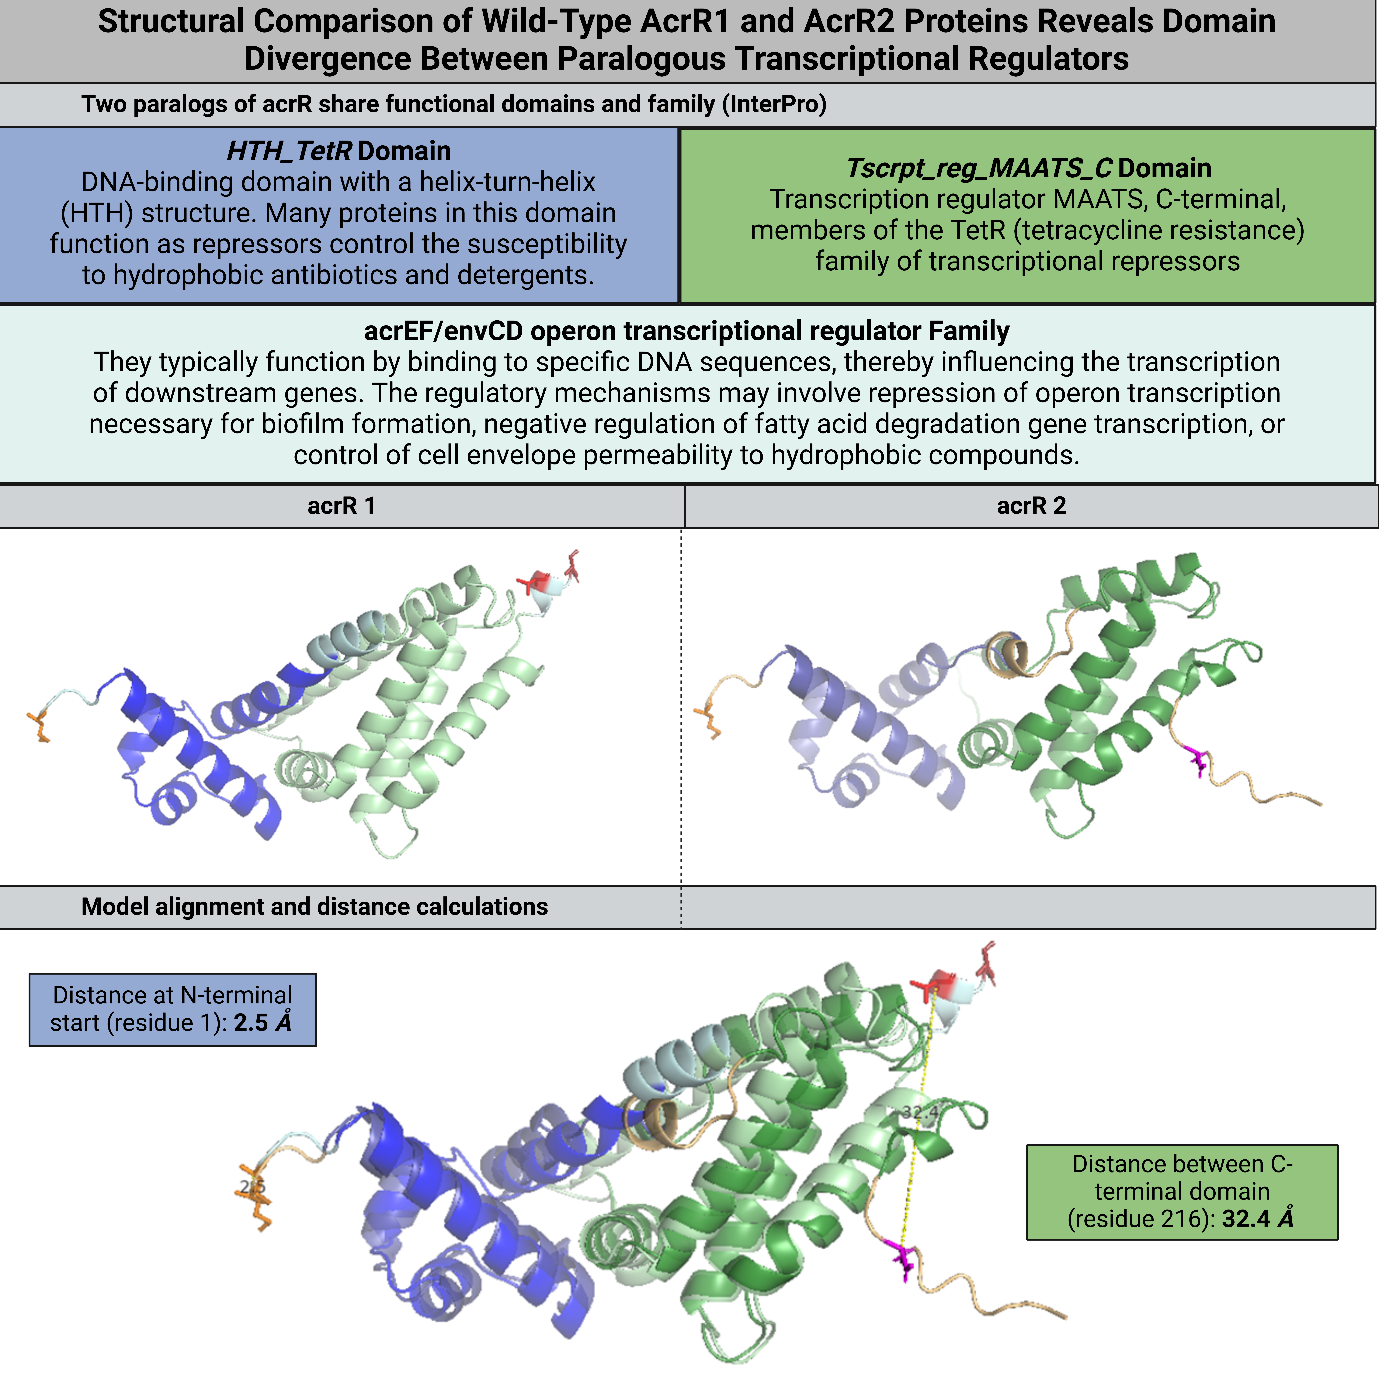 Structural Comparison of Wild-Type AcrR1 and AcrR2 Proteins Reveals Domain
Divergence Between Paralogous Transcriptional Regulators
Two paralogs of acrR share functional domains and family (InterPro)
HTH_TetR Domain
DNA-binding domain with a helix-turn-helix
(HTH) structure. Many proteins in this domain
function as repressors control the susceptibility
to hydrophobic antibiotics and detergents.
Tscrpt_reg_MAATS_C Domain
Transcription regulator MAATS, C-terminal,
members of the TetR (tetracycline resistance)
family of transcriptional repressors
acrEF/envCD operon transcriptional regulator Family
They typically function by binding to specific DNA sequences, thereby influencing the transcription
of downstream genes. The regulatory mechanisms may involve repression of operon transcription
necessary for biofilm formation, negative regulation of fatty acid degradation gene transcription, or
control of cell envelope permeability to hydrophobic compounds.
acrR 1
acrR 2
Model alignment and distance calculations
Distance at N-terminal
start (residue 1): 2.5 Å
32.4
2.5
Distance between C-
terminal domain
(residue 216): 32.4 Å